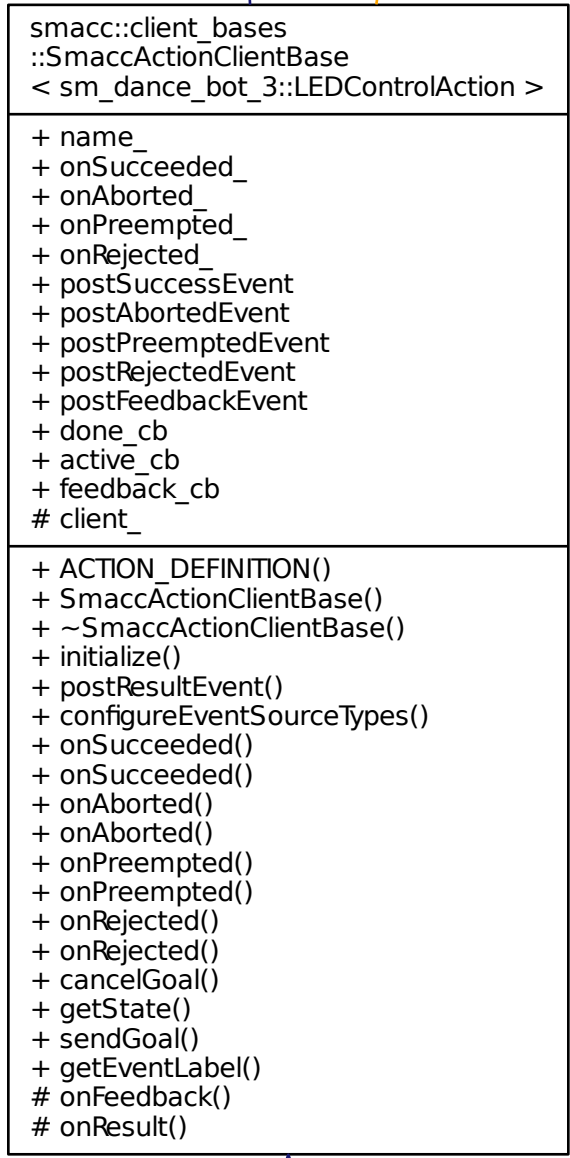 smacc::client_bases
::SmaccActionClientBase
< sm_dance_bot_3::LEDControlAction >
+ name_
+ onSucceeded_
+ onAborted_
+ onPreempted_
+ onRejected_
+ postSuccessEvent
+ postAbortedEvent
+ postPreemptedEvent
+ postRejectedEvent
+ postFeedbackEvent
+ done_cb
+ active_cb
+ feedback_cb
# client_
+ ACTION_DEFINITION()
+ SmaccActionClientBase()
+ ~SmaccActionClientBase()
+ initialize()
+ postResultEvent()
+ configureEventSourceTypes()
+ onSucceeded()
+ onSucceeded()
+ onAborted()
+ onAborted()
+ onPreempted()
+ onPreempted()
+ onRejected()
+ onRejected()
+ cancelGoal()
+ getState()
+ sendGoal()
+ getEventLabel()
# onFeedback()
# onResult()